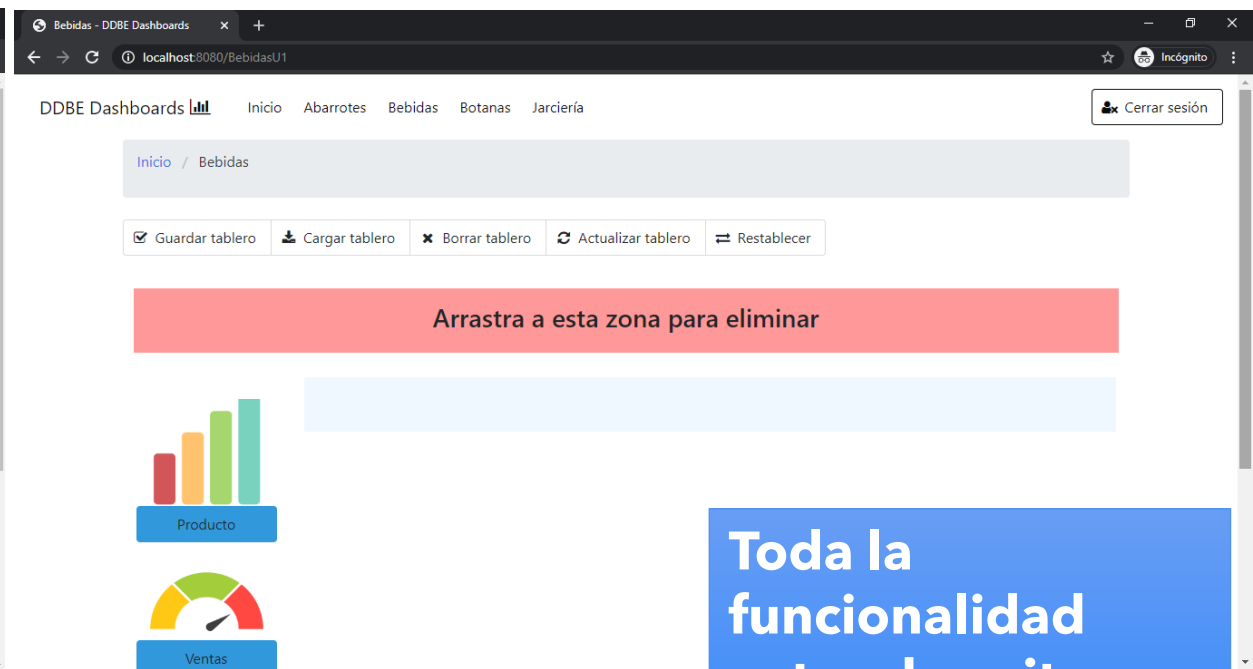 Bebidas - DDBE Dashboards
localhost:8080/BebidasU1
Incógnito
DDBE Dashboards Inicio Abarrotes Bebidas Botanas Jarciería Cerrar sesión
Inicio / Bebidas
Guardar tablero Cargar tablero Borrar tablero Actualizar tablero Restablecer
Arrastra a esta zona para eliminar
Producto
Ventas
Toda la
funcionalidad